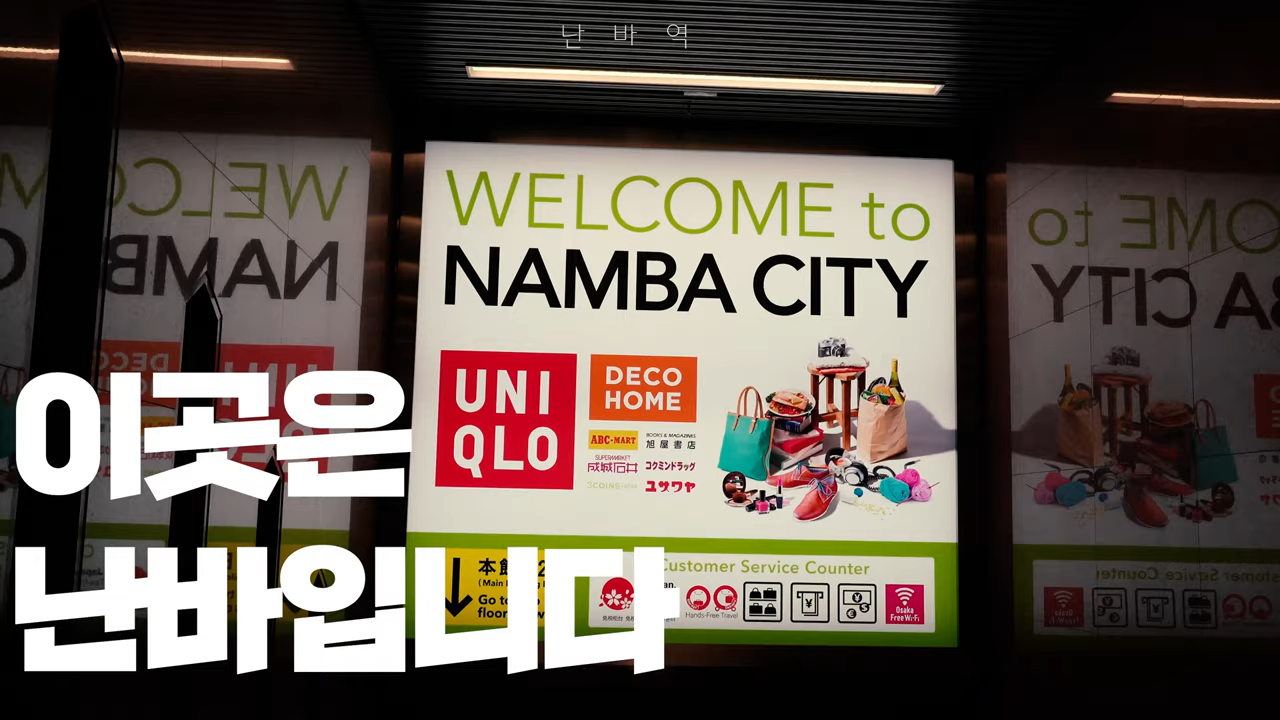 난바역
WELCOME to
NAMBA CITY
UNI
QLO
DECO
HOME
ABC-MART
BOOKS & MAGAZINES
旭屋書店
SUPERMARKET
成城石井
コクミンドラッグ
3COINS
ユザワヤ
이곳은
난바입니다
本館
(Main
Go to
floor
Customer Service Counter
Hands-Free Travel
Osaka
Free Wi-Fi